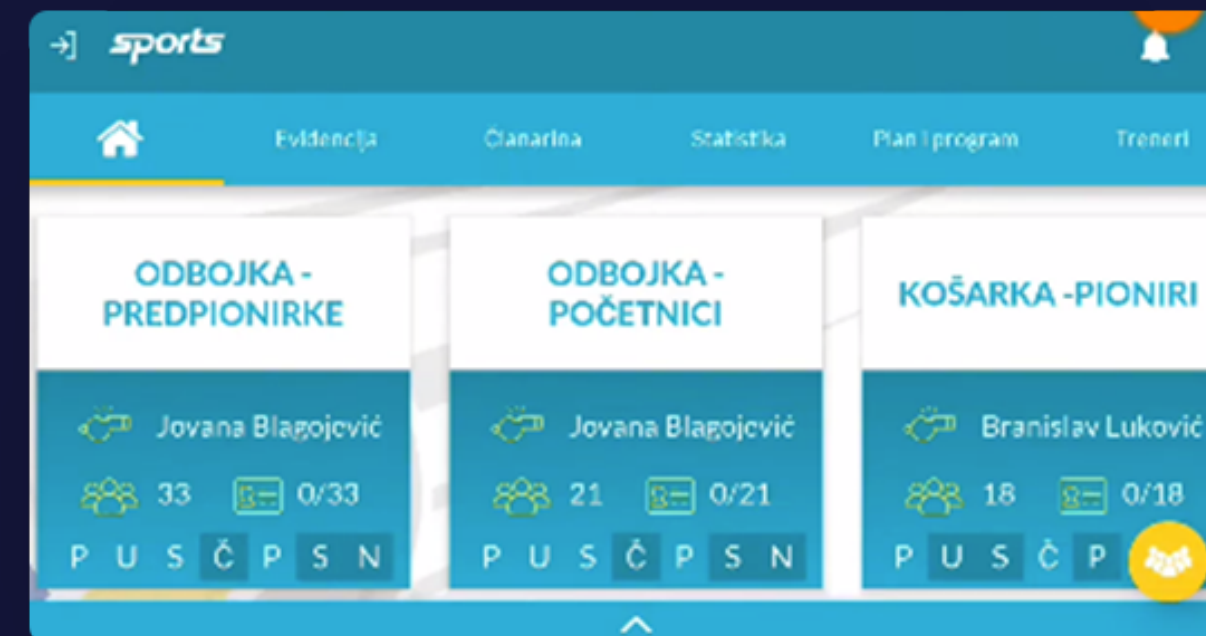 sports
Evidencija Članarina Statistika Plan i program Treneri
ODBOJKA -
PREDPIONIRKE
Jovana Blagojević
33 0/33
P U S Č P S N
ODBOJKA -
POČETNICI
Jovana Blagojević
21 0/21
P U S Č P S N
KOŠARKA -PIONIRI
Branislav Luković
18 0/18
P U S Č P